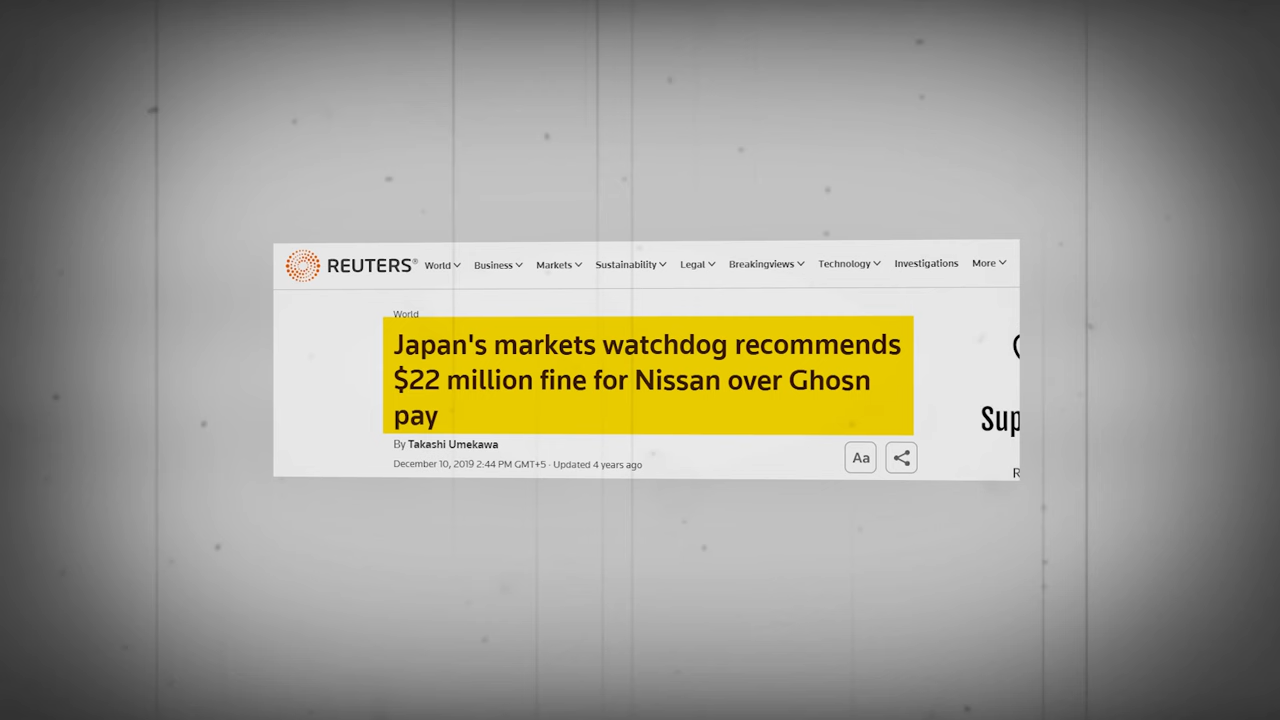 REUTERS® World Business Markets Sustainability Legal Breakingviews Technology Investigations More
World
Japan's markets watchdog recommends
$22 million fine for Nissan over Ghosn
pay
By Takashi Umekawa
December 10, 2019 2:44 PM GMT+5 · Updated 4 years ago
Aa
Sup
R